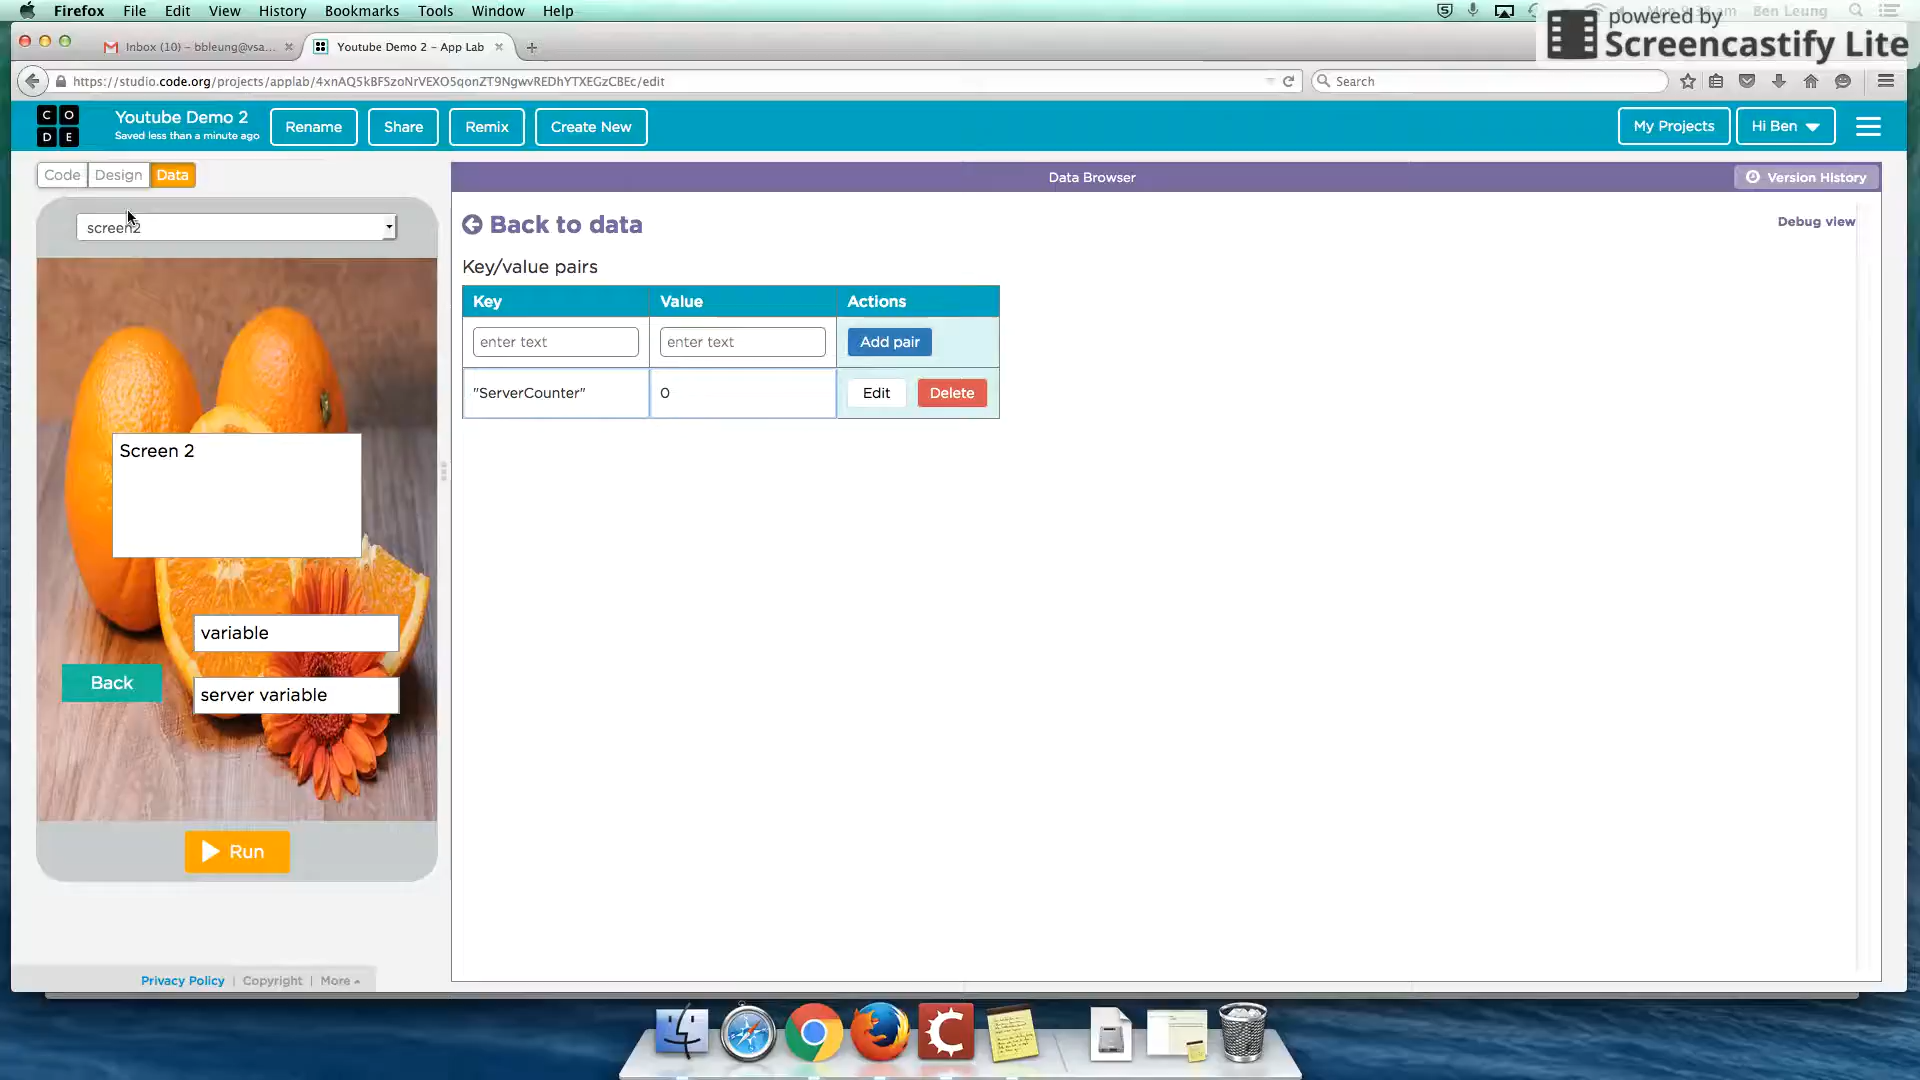 Firefox File Edit View History Bookmarks Tools Window Help
Ben Leung
powered by
Screencastify Lite
Inbox (10) – bbleung@vsa...
Youtube Demo 2 – App Lab
https://studio.code.org/projects/applab/4xnAQ5kBFSzoNrVEXO5qonZT9NgwvREDhYTXEGzCBEc/edit
Search
CODE
Youtube Demo 2
Saved less than a minute ago
Rename
Share
Remix
Create New
My Projects
Hi Ben
Code
Design
Data
Data Browser
Version History
screen2
Back to data
Debug view
Key/value pairs
Key Value Actions
enter text enter text Add pair
"ServerCounter" 0 Edit Delete
Screen 2
variable
Back
server variable
Run
Privacy Policy | Copyright | More